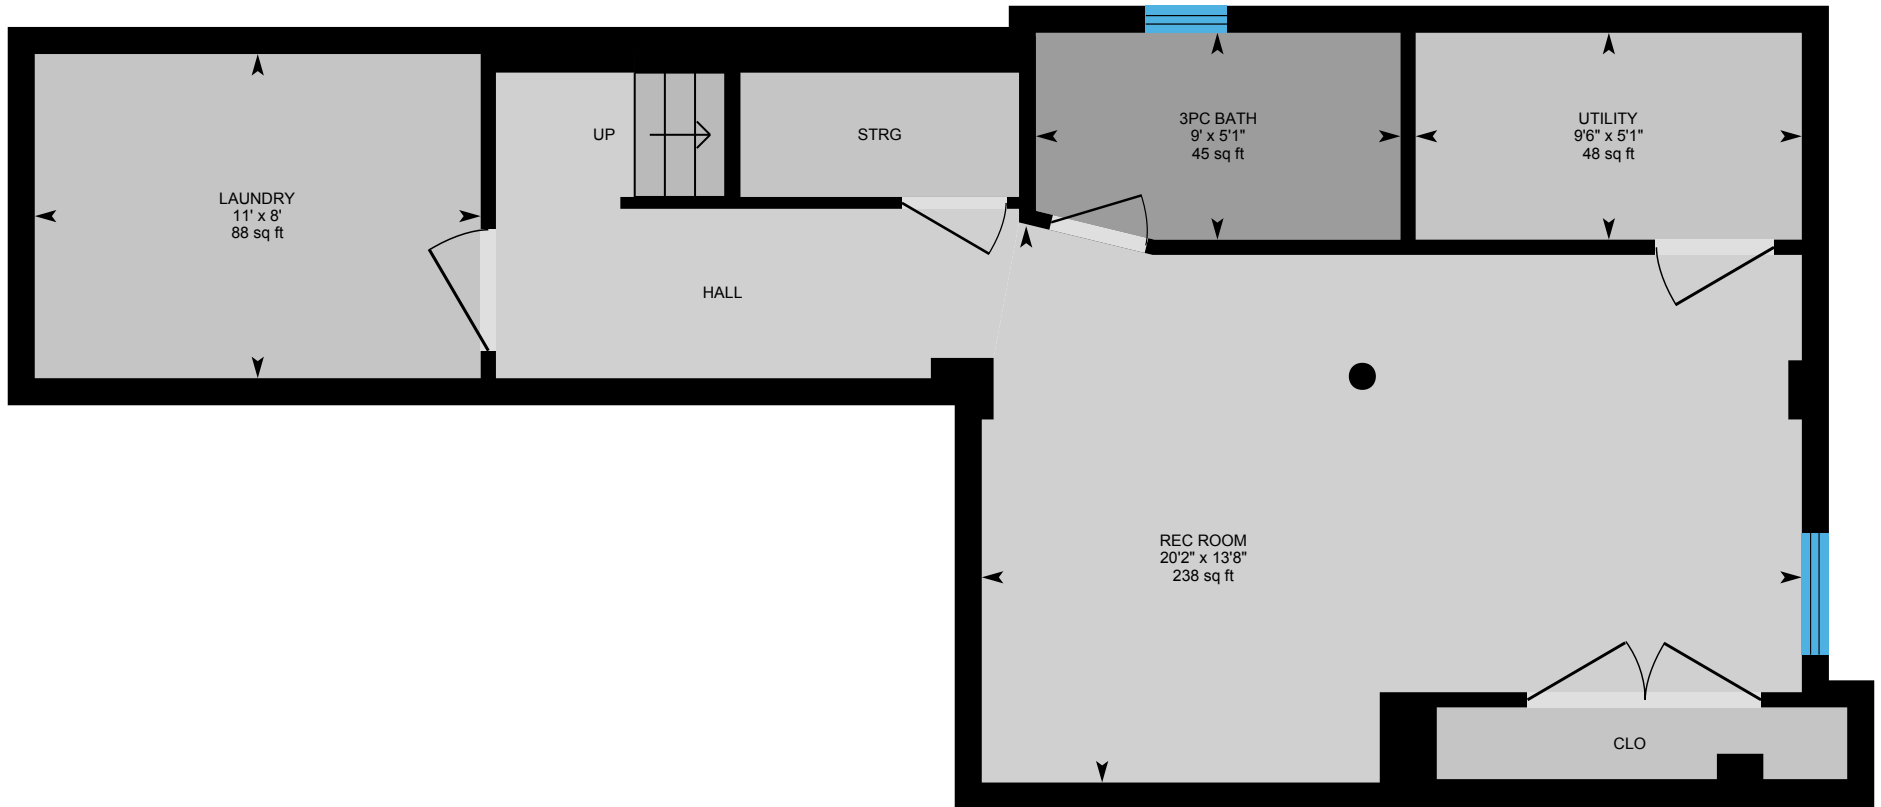 LAUNDRY
11' x 8'
88 sq ft
UP
STRG
HALL
3PC BATH
9' x 5'1"
45 sq ft
UTILITY
9'6" x 5'1"
48 sq ft
REC ROOM
20'2" x 13'8"
238 sq ft
CLO